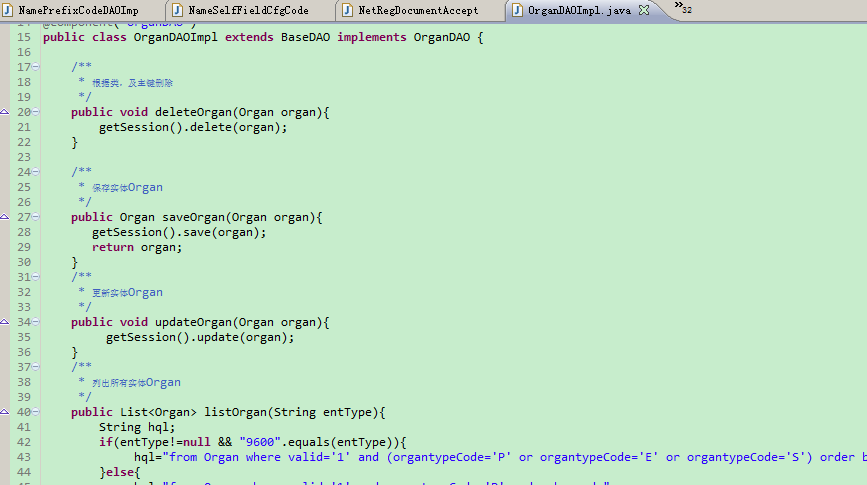 NamePrefixCodeDAOImp NameSelfFieldCfgCode NetRegDocumentAccept OrganDAOImpl.java »32
15 public class OrganDAOImpl extends BaseDAO implements OrganDAO {
16
17 /**
18 * 根据类，及主键删除
19 */
20 public void deleteOrgan(Organ organ){
21 getSession().delete(organ);
22 }
23
24 /**
25 * 保存实体Organ
26 */
27 public Organ saveOrgan(Organ organ){
28 getSession().save(organ);
29 return organ;
30 }
31 /**
32 * 更新实体Organ
33 */
34 public void updateOrgan(Organ organ){
35 getSession().update(organ);
36 }
37 /**
38 * 列出所有实体Organ
39 */
40 public List<Organ> listOrgan(String entType){
41 String hql;
42 if(entType!=null && "9600".equals(entType)){
43 hql="from Organ where valid='1' and (organtypeCode='P' or organtypeCode='E' or organtypeCode='S') order b
44 }else{